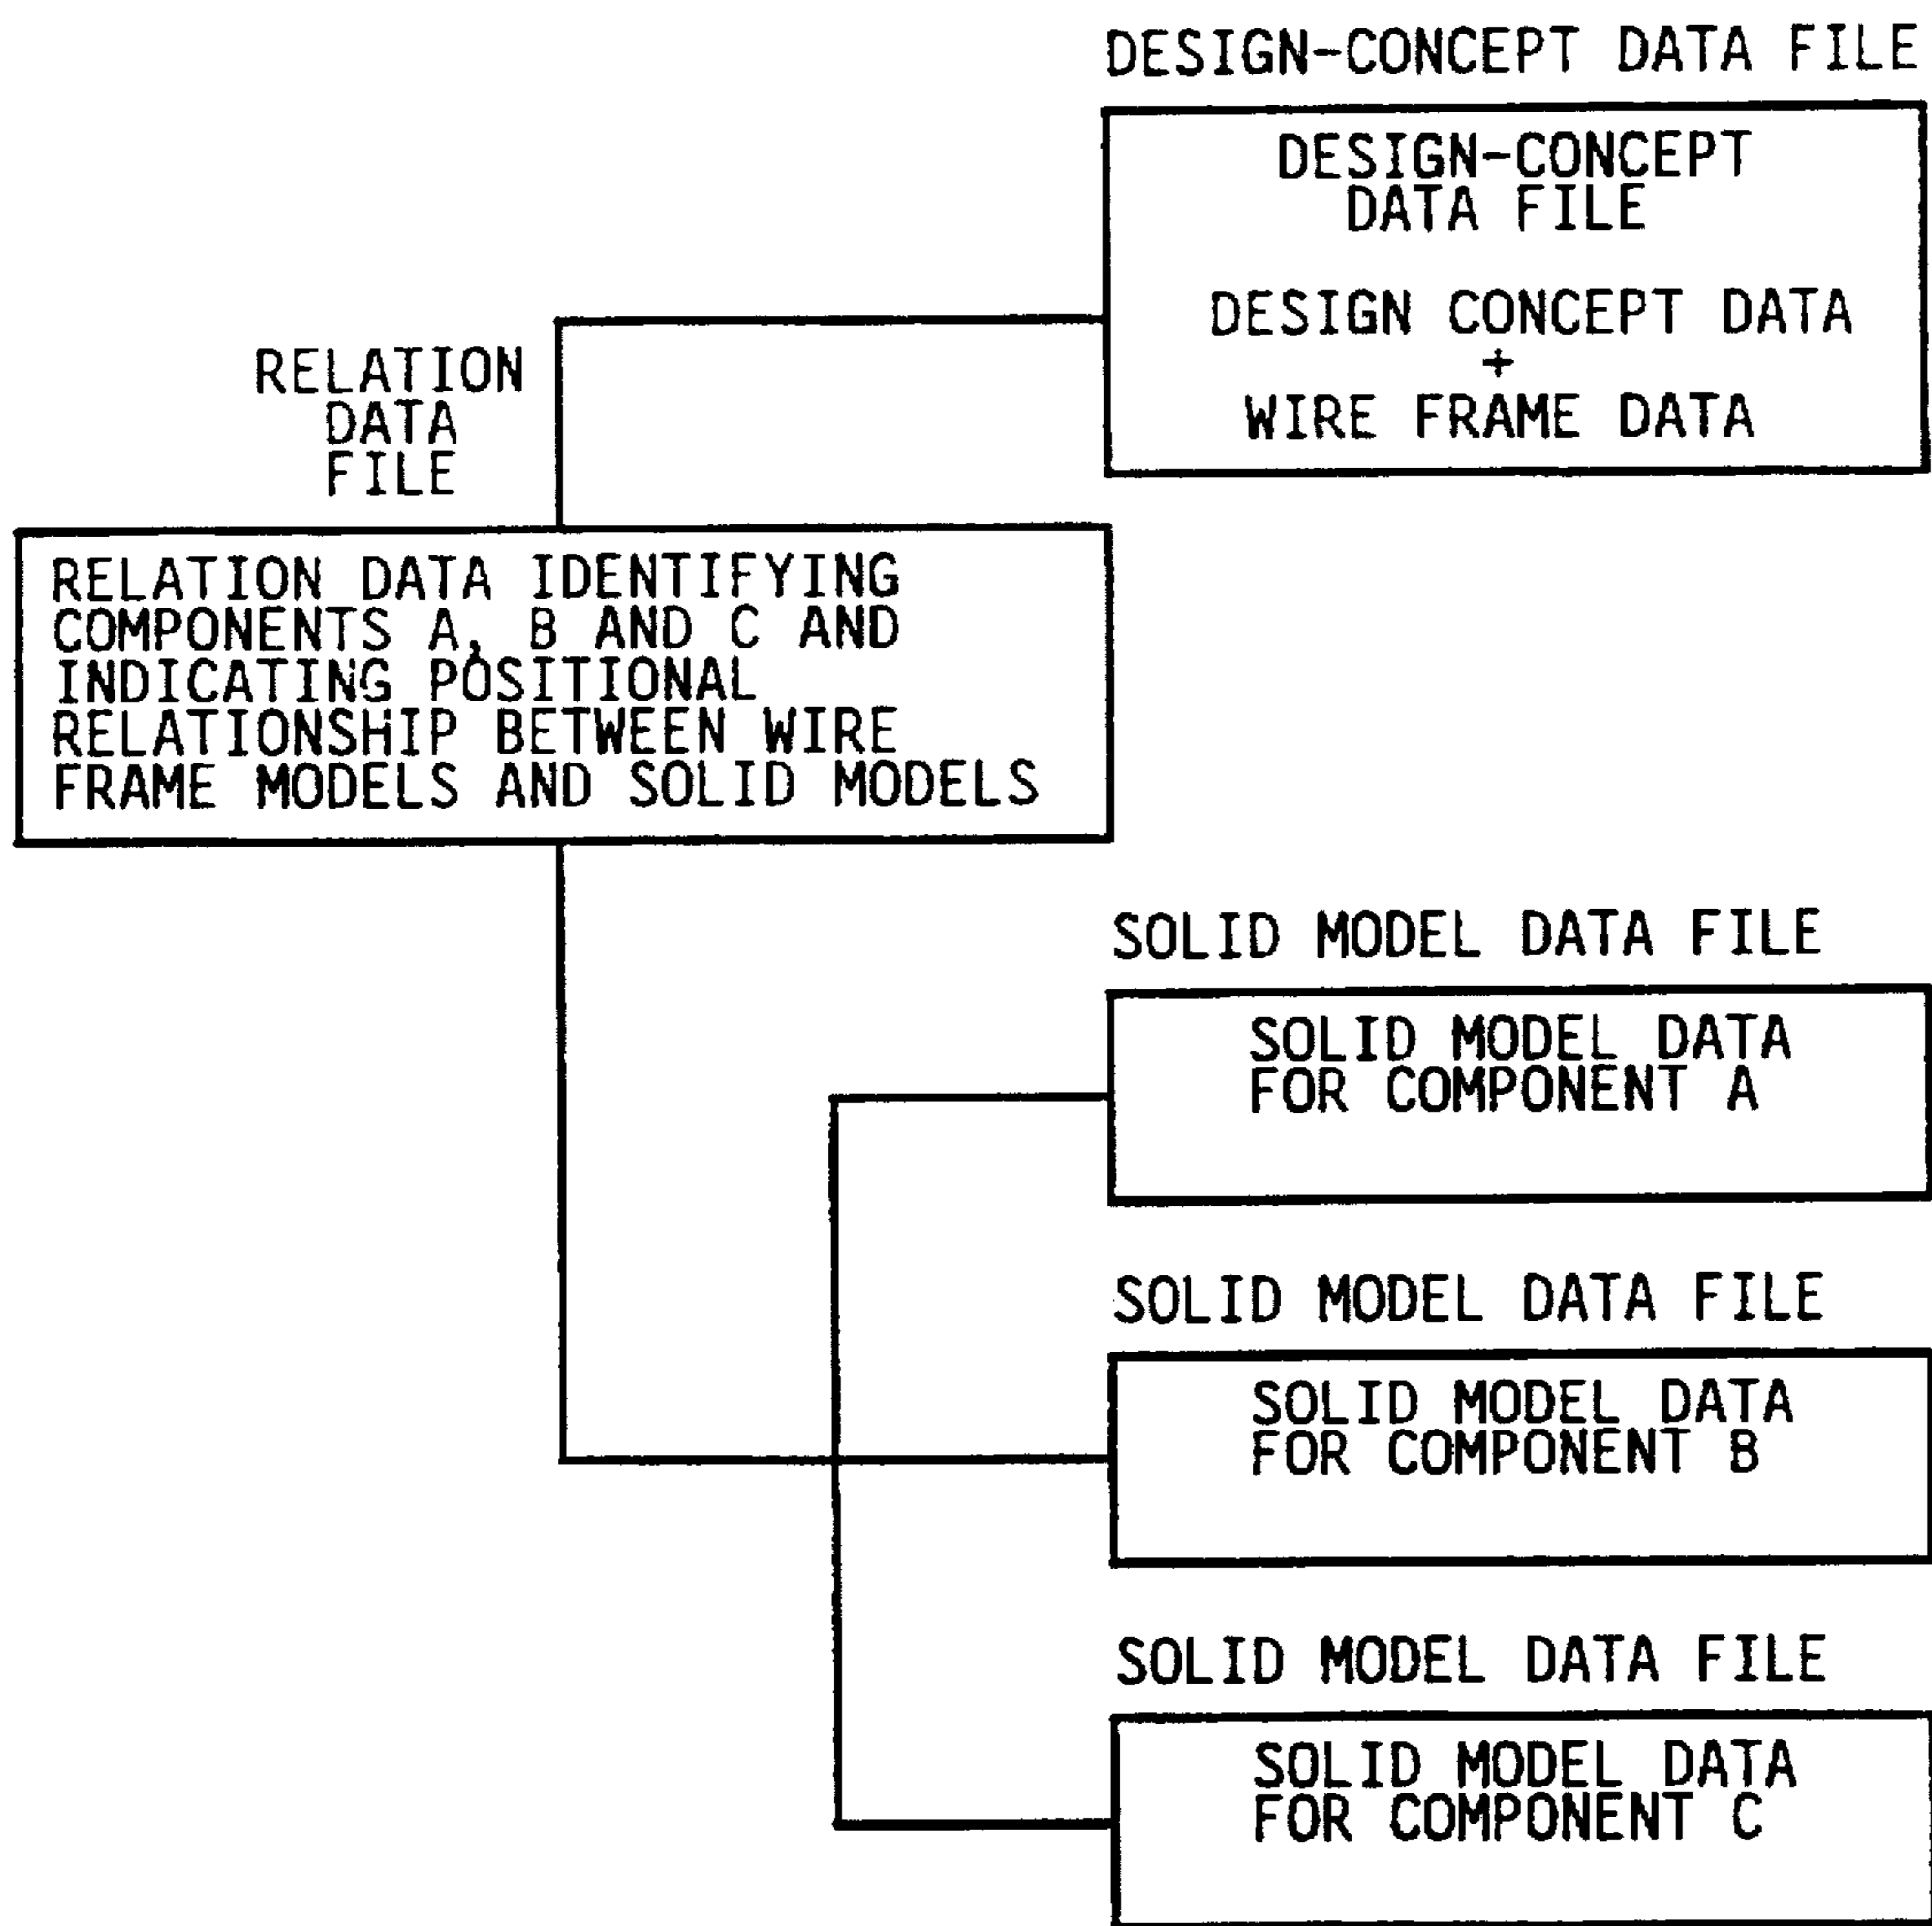 DESIGN-CONCEPT DATA FILE
DESIGN-CONCEPT
DATA FILE
DESIGN CONCEPT DATA
+
WIRE FRAME DATA
RELATION
DATA
FILE
RELATION DATA IDENTIFYING
COMPONENTS A, B AND C AND
INDICATING POSITIONAL
RELATIONSHIP BETWEEN WIRE
FRAME MODELS AND SOLID MODELS
SOLID MODEL DATA FILE
SOLID MODEL DATA
FOR COMPONENT A
SOLID MODEL DATA FILE
SOLID MODEL DATA
FOR COMPONENT B
SOLID MODEL DATA FILE
SOLID MODEL DATA
FOR COMPONENT C